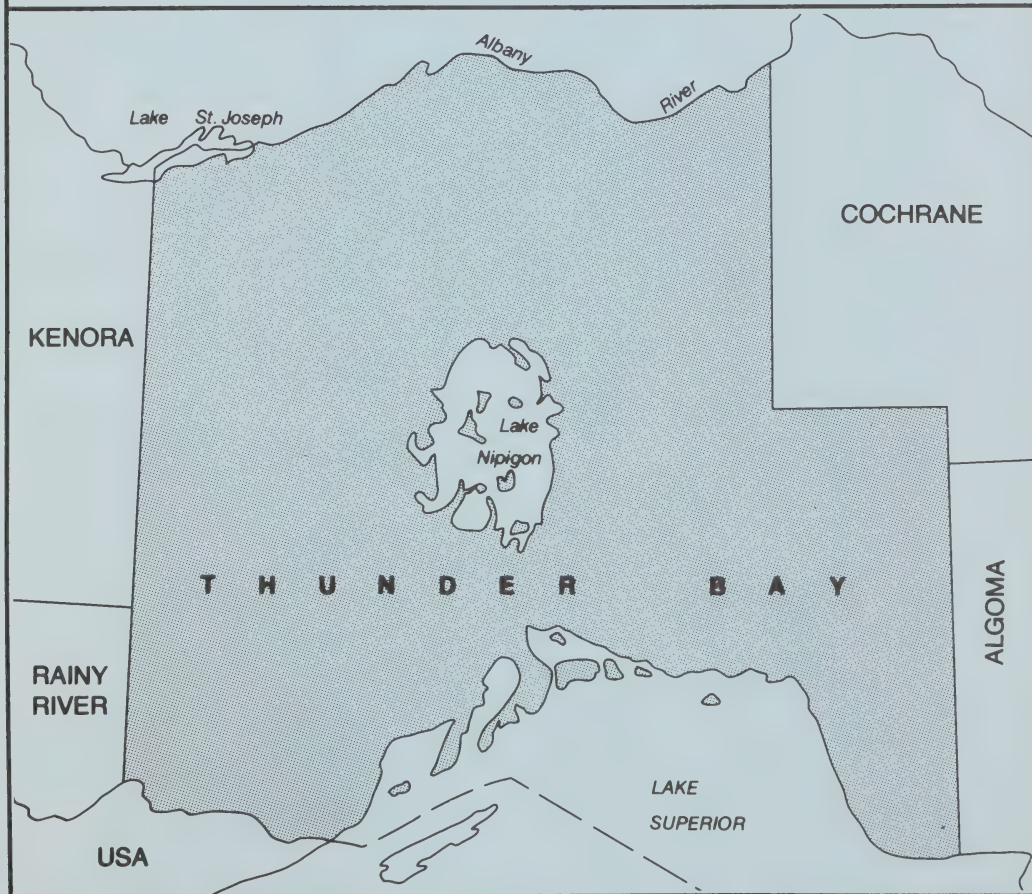 Albany
River
Lake St. Joseph
COCHRANE
KENORA
Lake
Nipigon
THUNDER BAY
ALGOMA
RAINY
RIVER
LAKE
SUPERIOR
USA